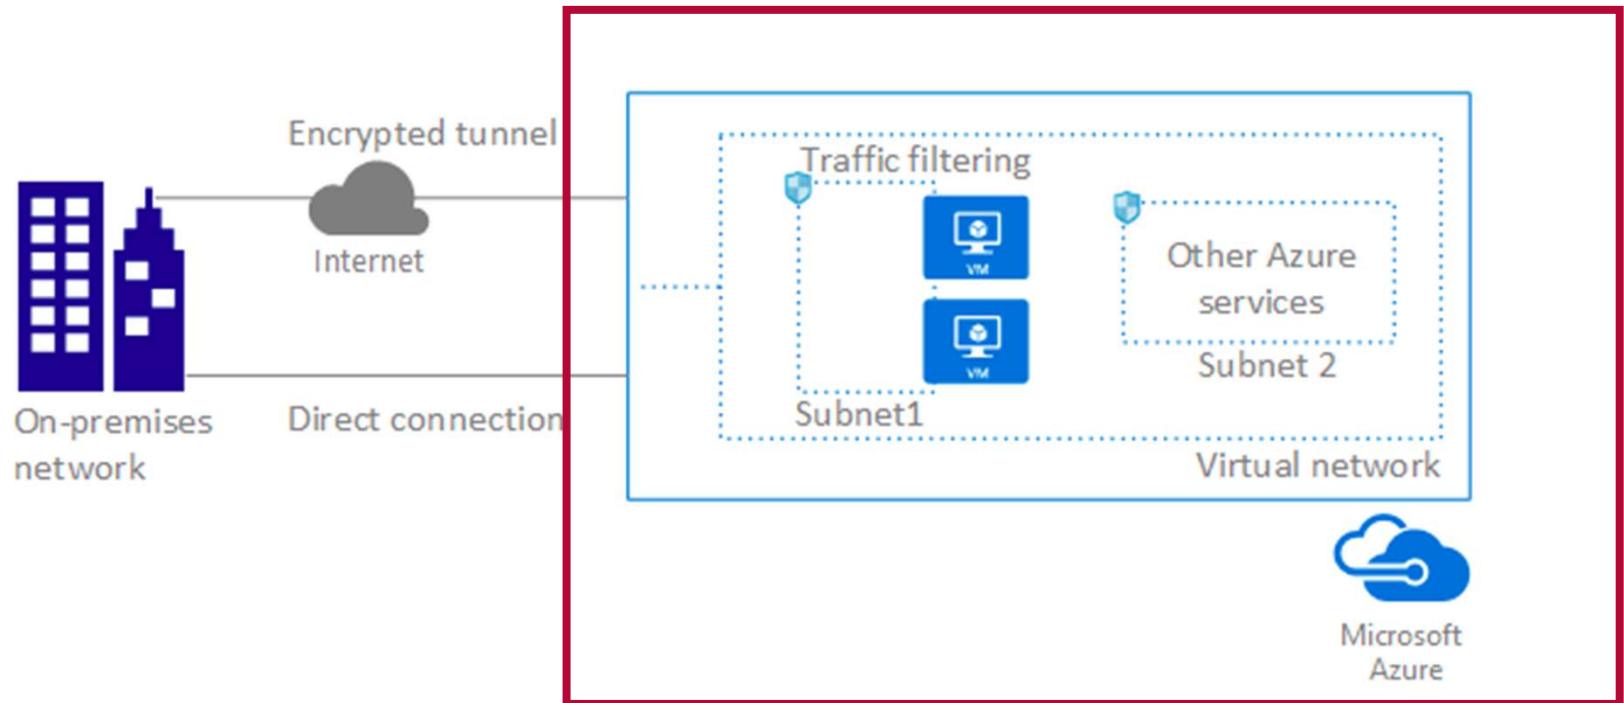 Encrypted tunnel
Internet
On-premises
network
Direct connection
Traffic filtering
VM
VM
Subnet1
Other Azure
services
Subnet 2
Virtual network
Microsoft
Azure